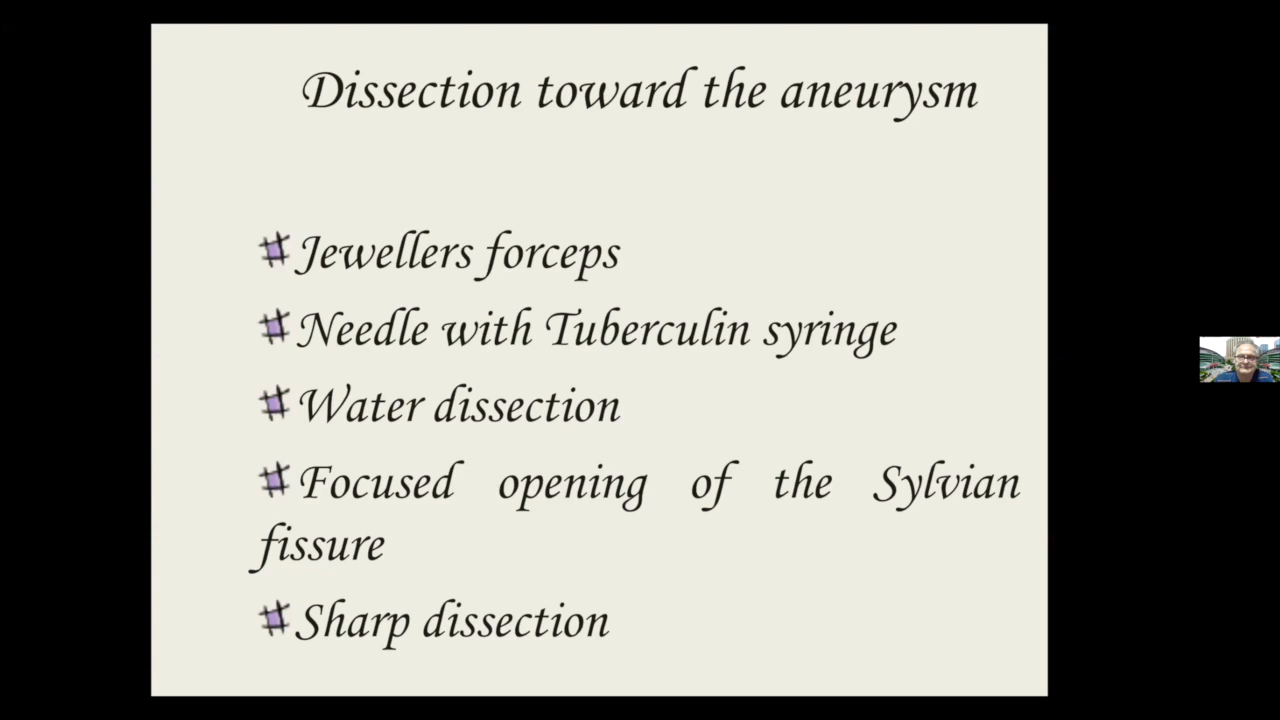 Dissection toward the aneurysm
Jewellers forceps
Needle with Tuberculin syringe
Water dissection
Focused opening of the Sylvian
fissure
Sharp dissection